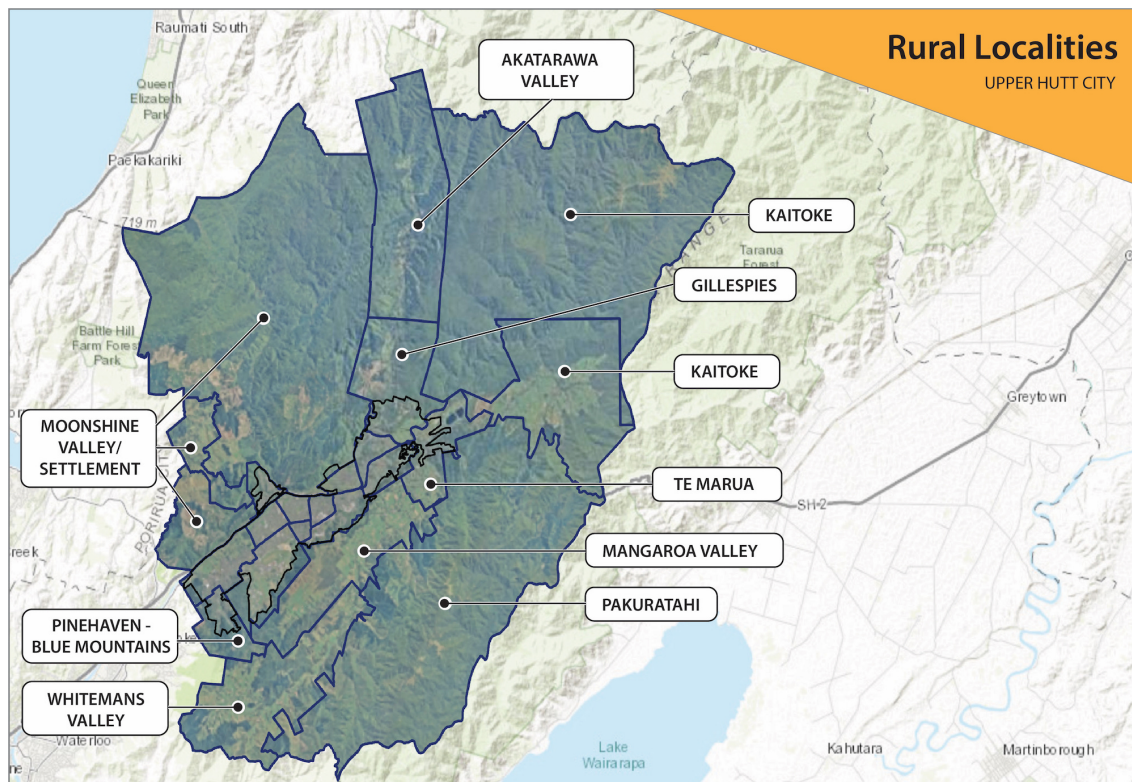 Rural Localities
UPPER HUTT CITY
Raumati South
Queen
Elizabeth
Park
Paekakariki
719 m
AKATARAWA
VALLEY
KAITOKE
Tararua
Forest
GILLESPIES
Battle Hill
Farm Forest
Park
KAITOKE
Greytown
MOONSHINE
VALLEY/
SETTLEMENT
PORIRUA CITY
TE MARUA
SH-2
MANGAROA VALLEY
PAKURATAHI
PINEHAVEN -
BLUE MOUNTAINS
WHITEMANS
VALLEY
Waterloo
Lake
Wairarapa
Kahutara
Martinborough